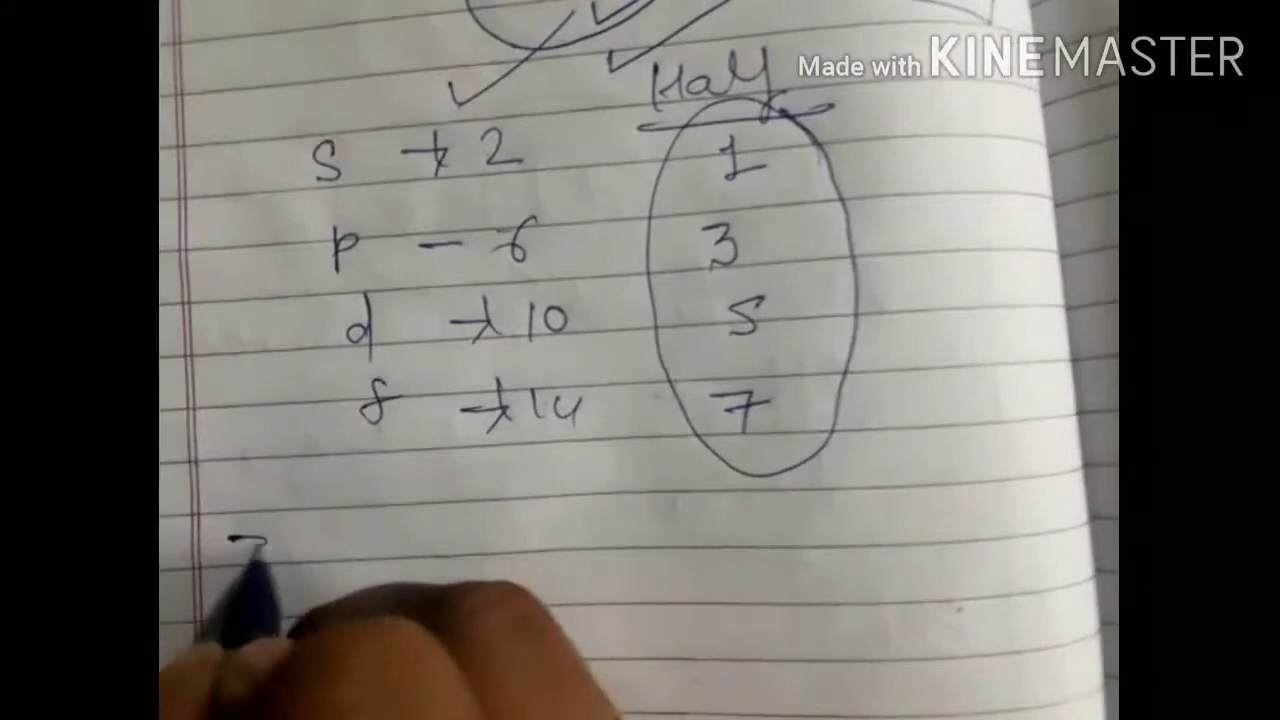 Made with KINEMASTER
Half
S → 2 1
p - 6 3
d → 10 5
f → 14 7